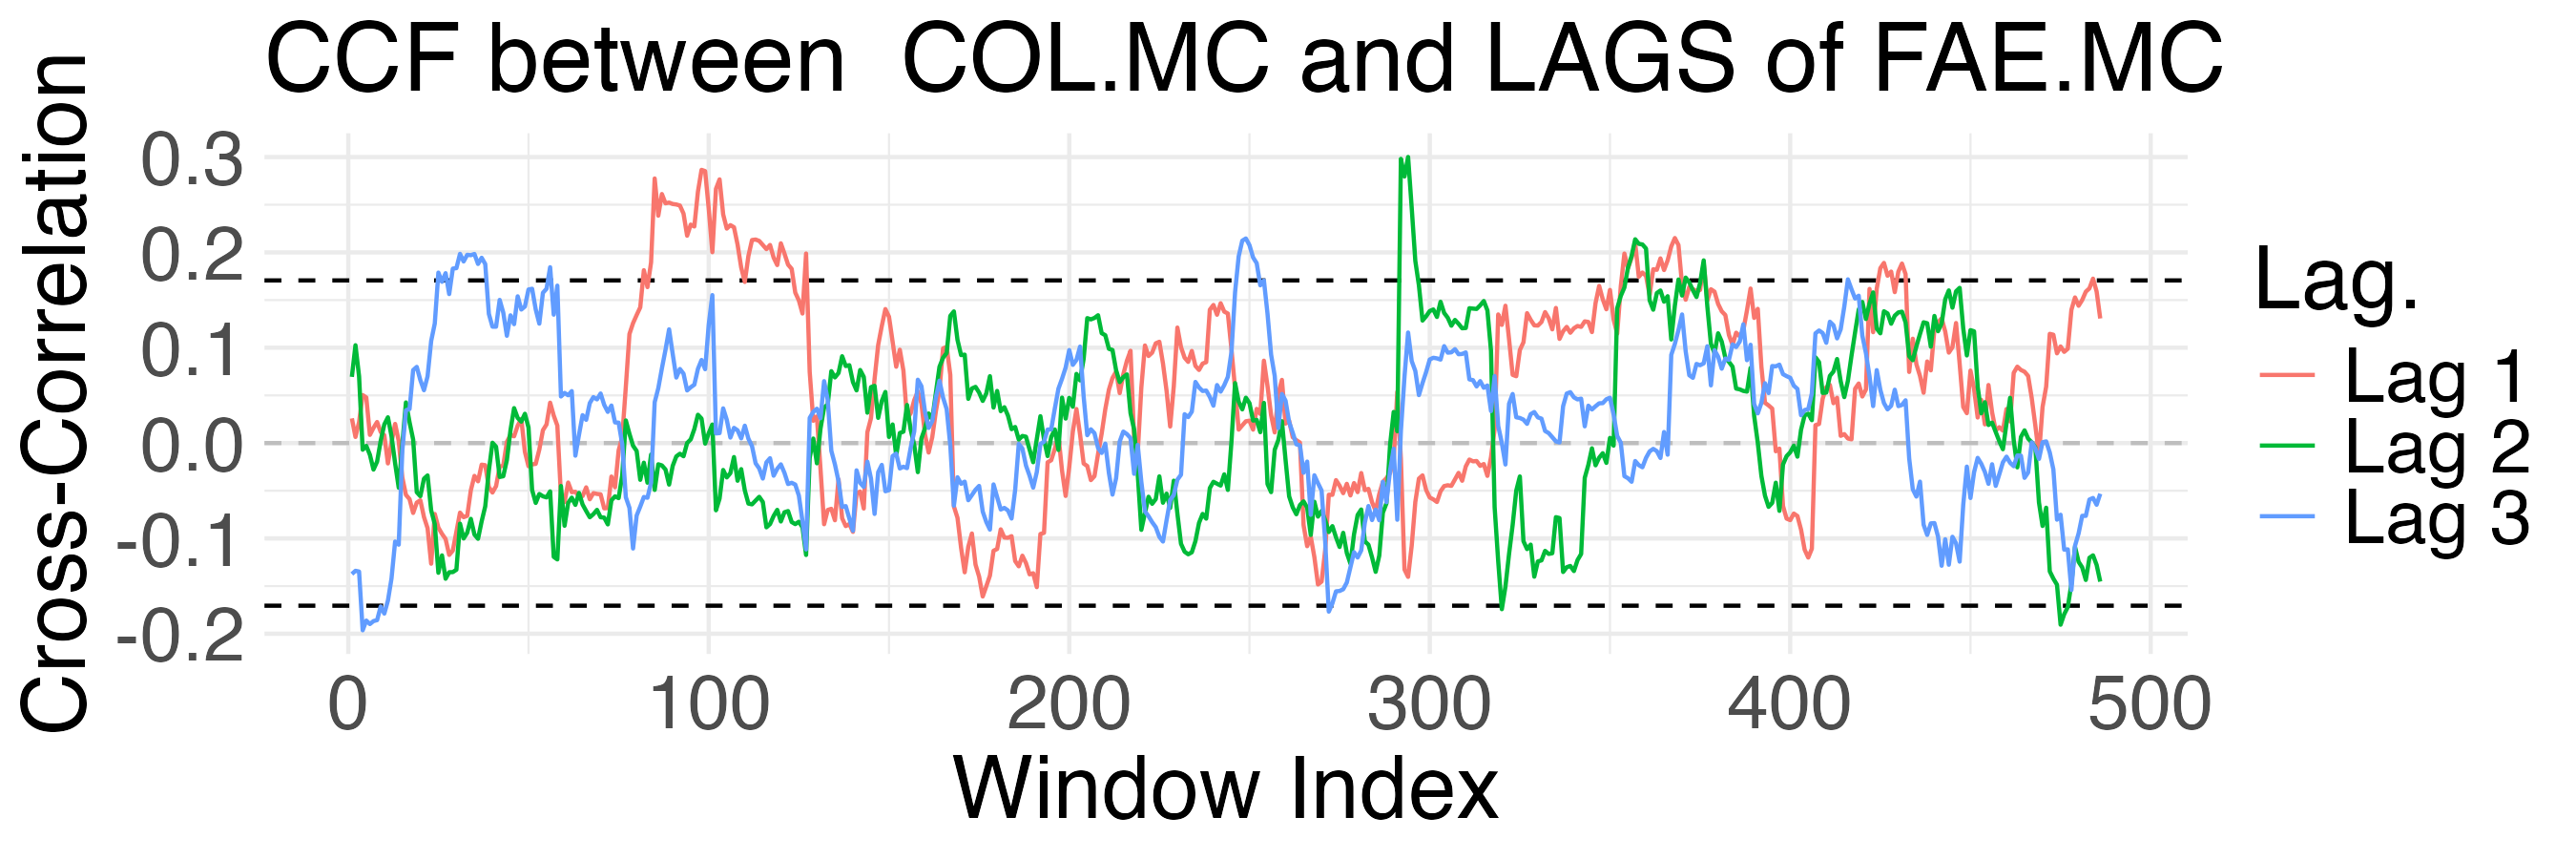 CCF between  COL.MC and LAGS of FAE.MC
Cross-Correlation
0.3
0.2
0.1
0.0
-0.1
-0.2
0 100 200 300 400 500
Window Index
Lag.
Lag 1
Lag 2
Lag 3